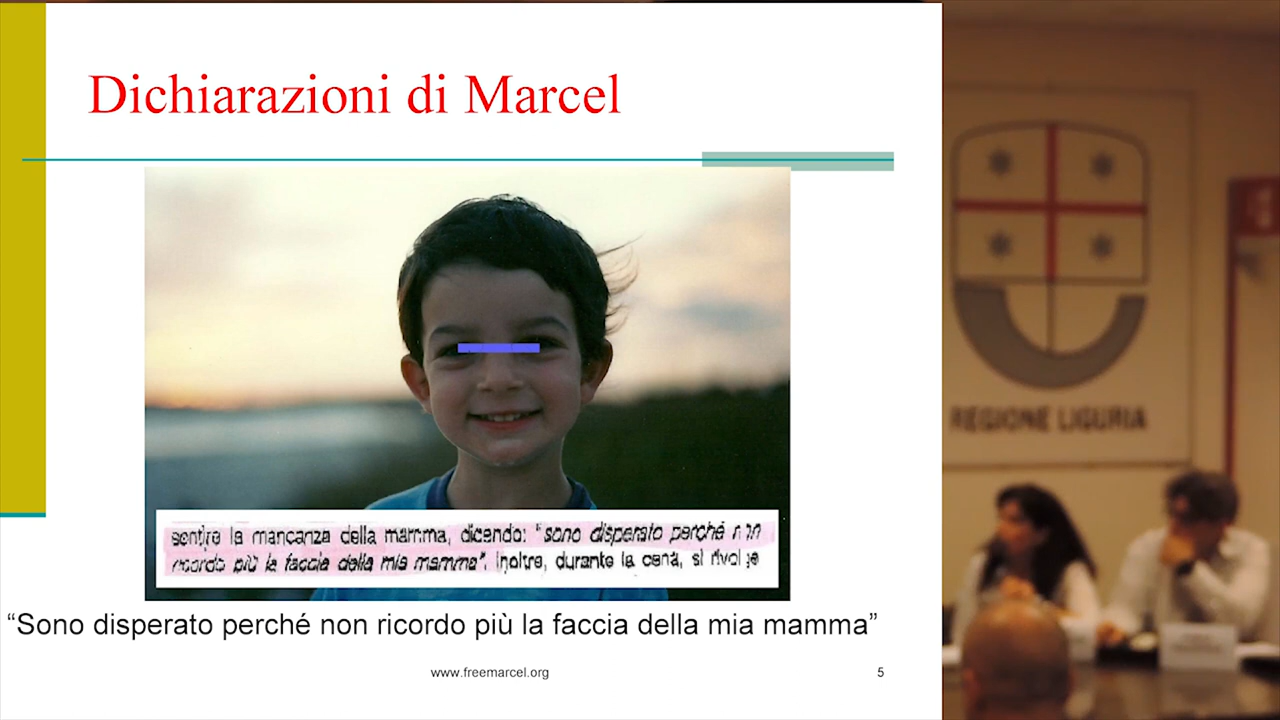 Dichiarazioni di Marcel
sentire la mancanza della mamma, dicendo: "sono disperato perché non
ricordo più la faccia della mia mamma". Inoltre, durante la cena, si rivolge
“Sono disperato perché non ricordo più la faccia della mia mamma”
www.freemarcel.org
5
REGIONE LIGURIA